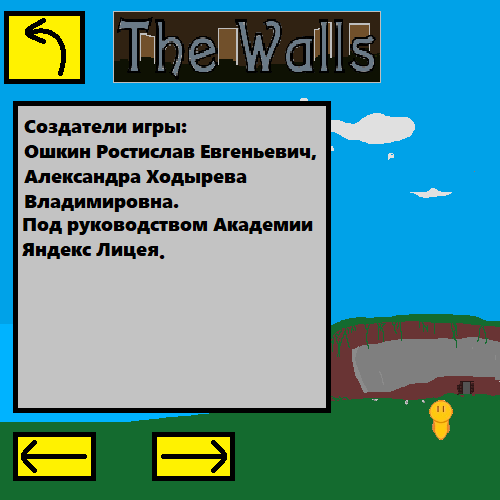 The Walls
Создатели игры:
Ошкин Ростислав Евгеньевич,
Александра Ходырева
Владимировна.
Под руководством Академии
Яндекс Лицея.